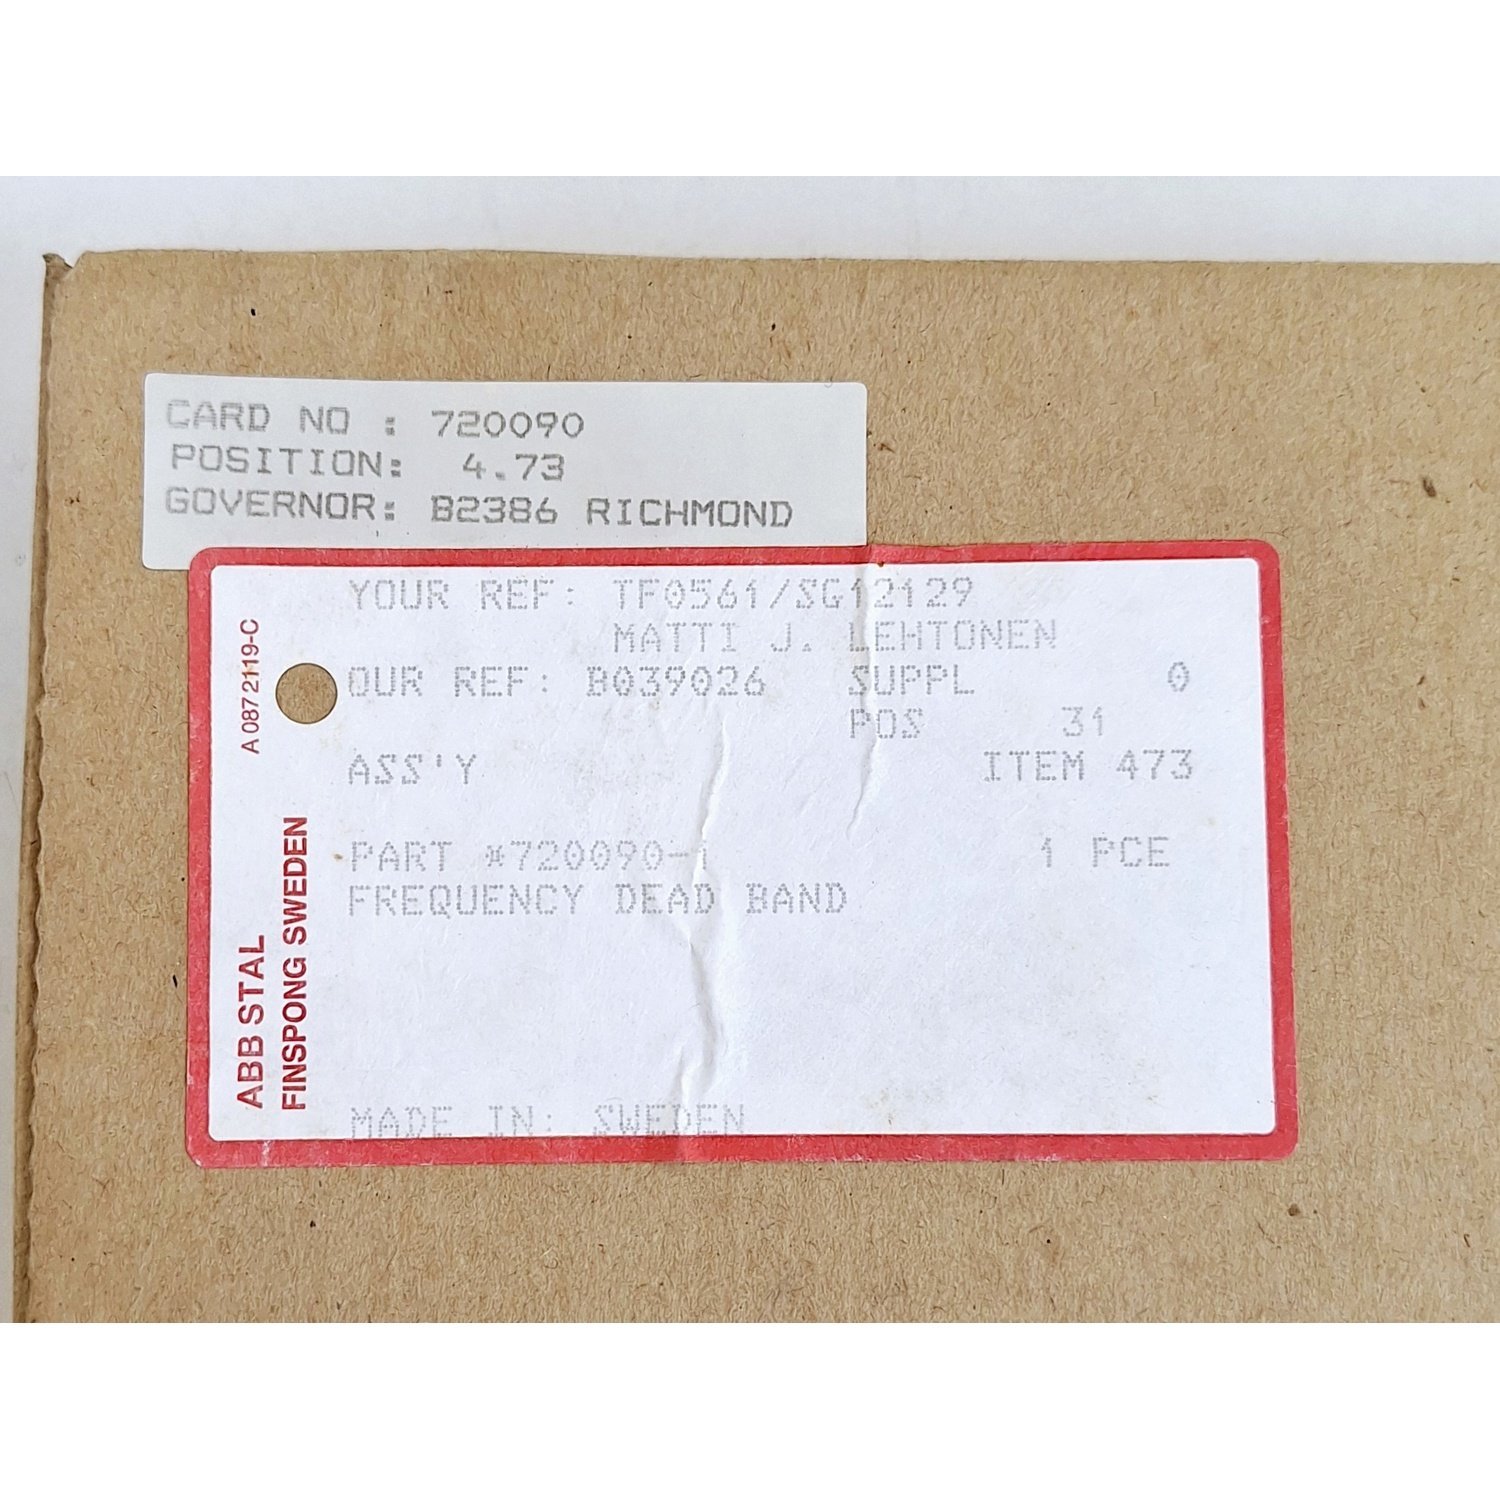 CARD NO : 720090
POSITION: 4.73
GOVERNOR: B2386 RICHMOND
YOUR REF: TF0561/SG12129
MATTI J. LEHTONEN
OUR REF: B039026 SUPPL 0
POS 31
ASS'Y ITEM 473
PART *720090-1 1 PCE
FREQUENCY DEAD BAND
MADE IN: SWEDEN
A 087 2119-C
ABB STAL
FINSPONG SWEDEN